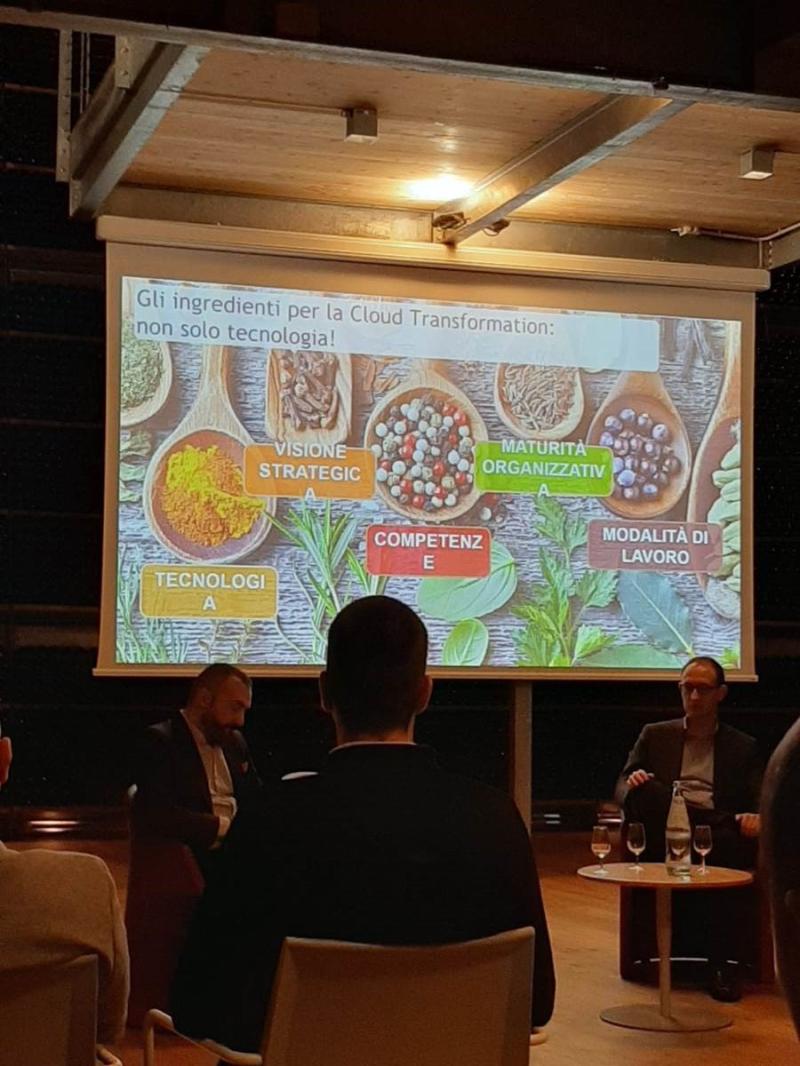 Gli ingredienti per la Cloud Transformation:
non solo tecnologia!
VISIONE
STRATEGIC
A
MATURITÀ
ORGANIZZATIV
A
COMPETENZ
E
MODALITÀ DI
LAVORO
TECNOLOGI
A